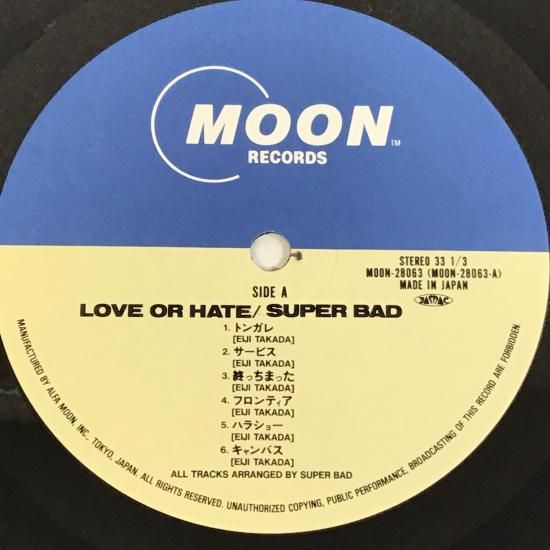 MOON™
RECORDS
STEREO 33 1/3
MOON-28063 (MOON-28063-A)
MADE IN JAPAN
JASRAC
SIDE A
LOVE OR HATE/ SUPER BAD
1. トンガレ
[EIJI TAKADA]
2. サービス
[EIJI TAKADA]
3. 終っちまった
[EIJI TAKADA]
4. フロンティア
[EIJI TAKADA]
5. ハラショー
[EIJI TAKADA]
6. キャンバス
[EIJI TAKADA]
ALL TRACKS ARRANGED BY SUPER BAD
MANUFACTURED BY ALFA MOON, INC., TOKYO, JAPAN. ALL RIGHTS RESERVED. UNAUTHORIZED COPYING, PUBLIC PERFORMANCE, BROADCASTING OF THIS RECORD ARE FORBIDDEN.